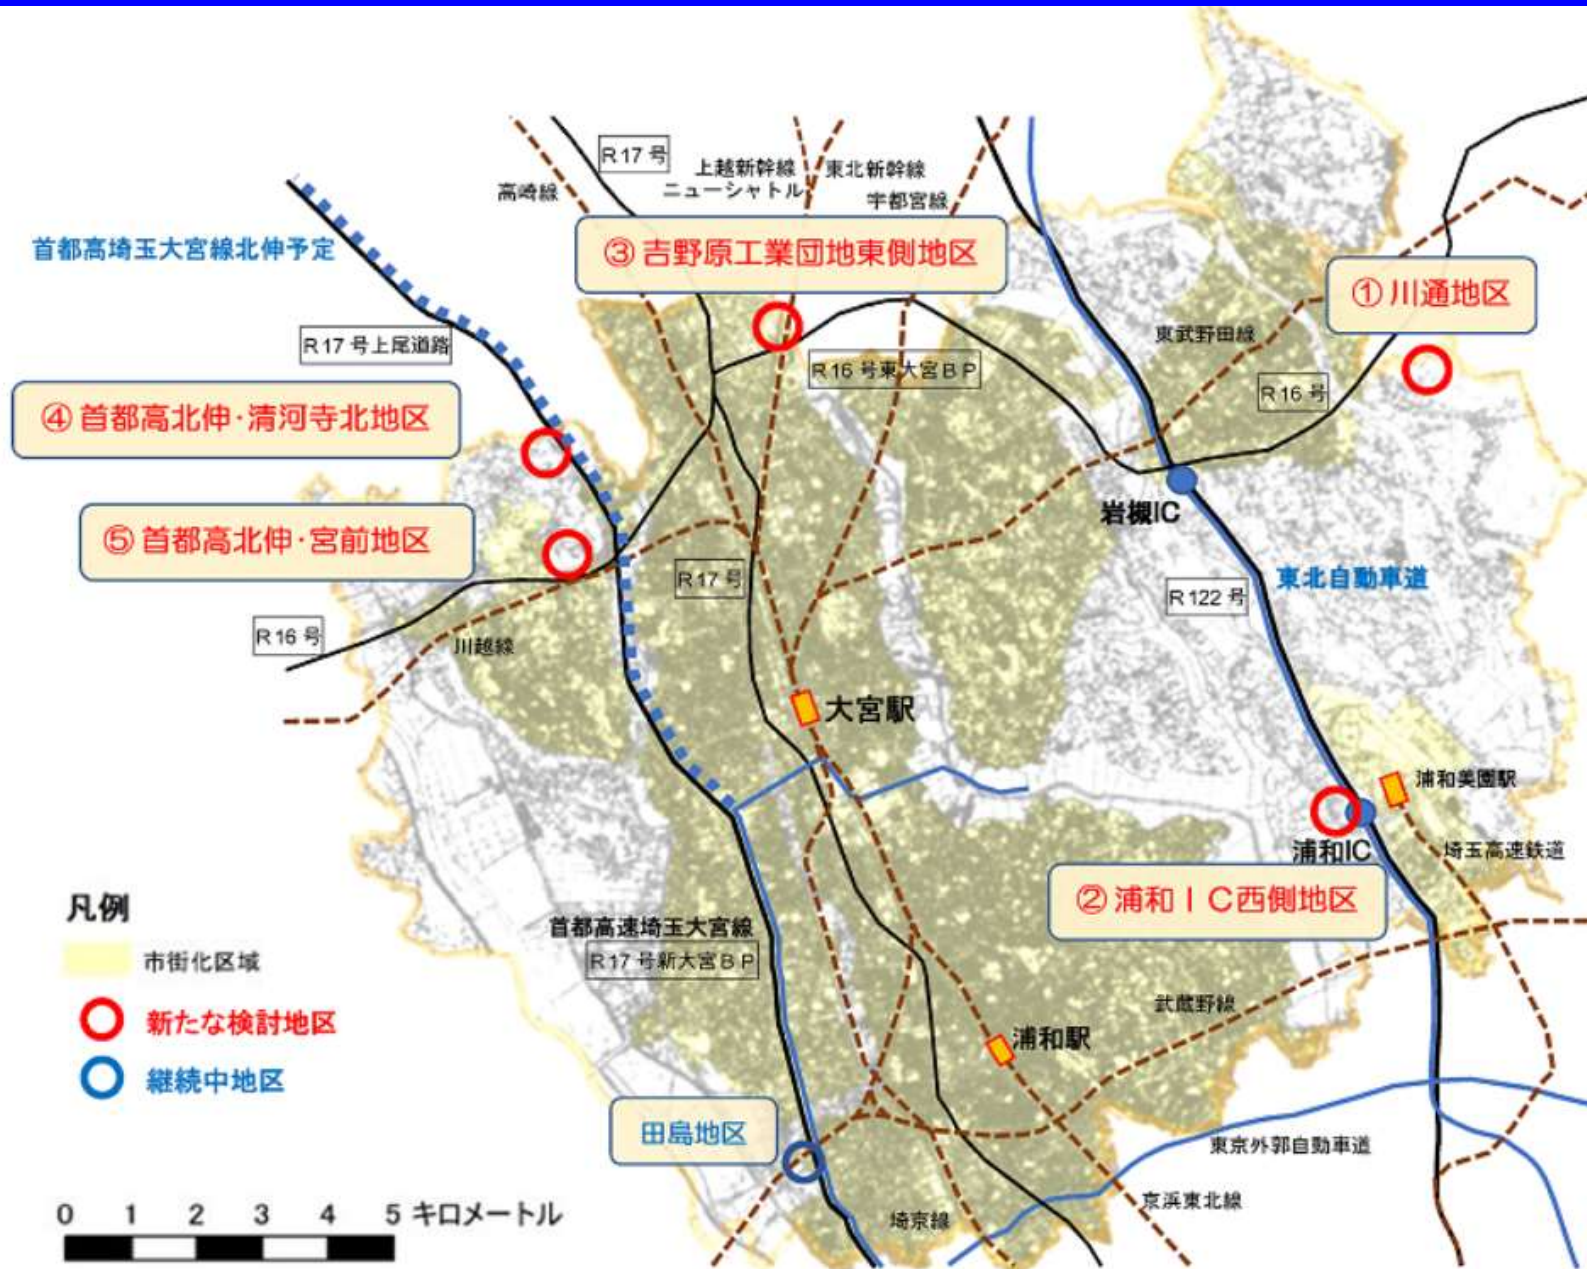 R17号
上越新幹線
ニューシャトル
東北新幹線
高崎線
宇都宮線
首都高埼玉大宮線北伸予定
③ 吉野原工業団地東側地区
① 川通地区
R17号上尾道路
東武野田線
R16号東大宮BP
R16号
④ 首都高北伸・清河寺北地区
岩槻IC
⑤ 首都高北伸・宮前地区
R17号
東北自動車道
R122号
R16号
川越線
大宮駅
浦和美園駅
浦和IC
埼玉高速鉄道
② 浦和IC西側地区
凡例
首都高速埼玉大宮線
市街化区域
R17号新大宮BP
新たな検討地区
武蔵野線
浦和駅
継続中地区
田島地区
東京外郭自動車道
京浜東北線
埼京線
0 1 2 3 4 5 キロメートル